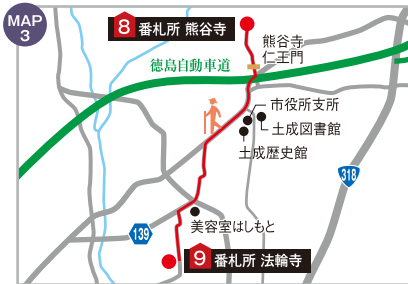 MAP
3
8 番札所 熊谷寺
熊谷寺
仁王門
徳島自動車道
市役所支所
土成図書館
土成歴史館
318
美容室はしもと
139
9 番札所 法輪寺